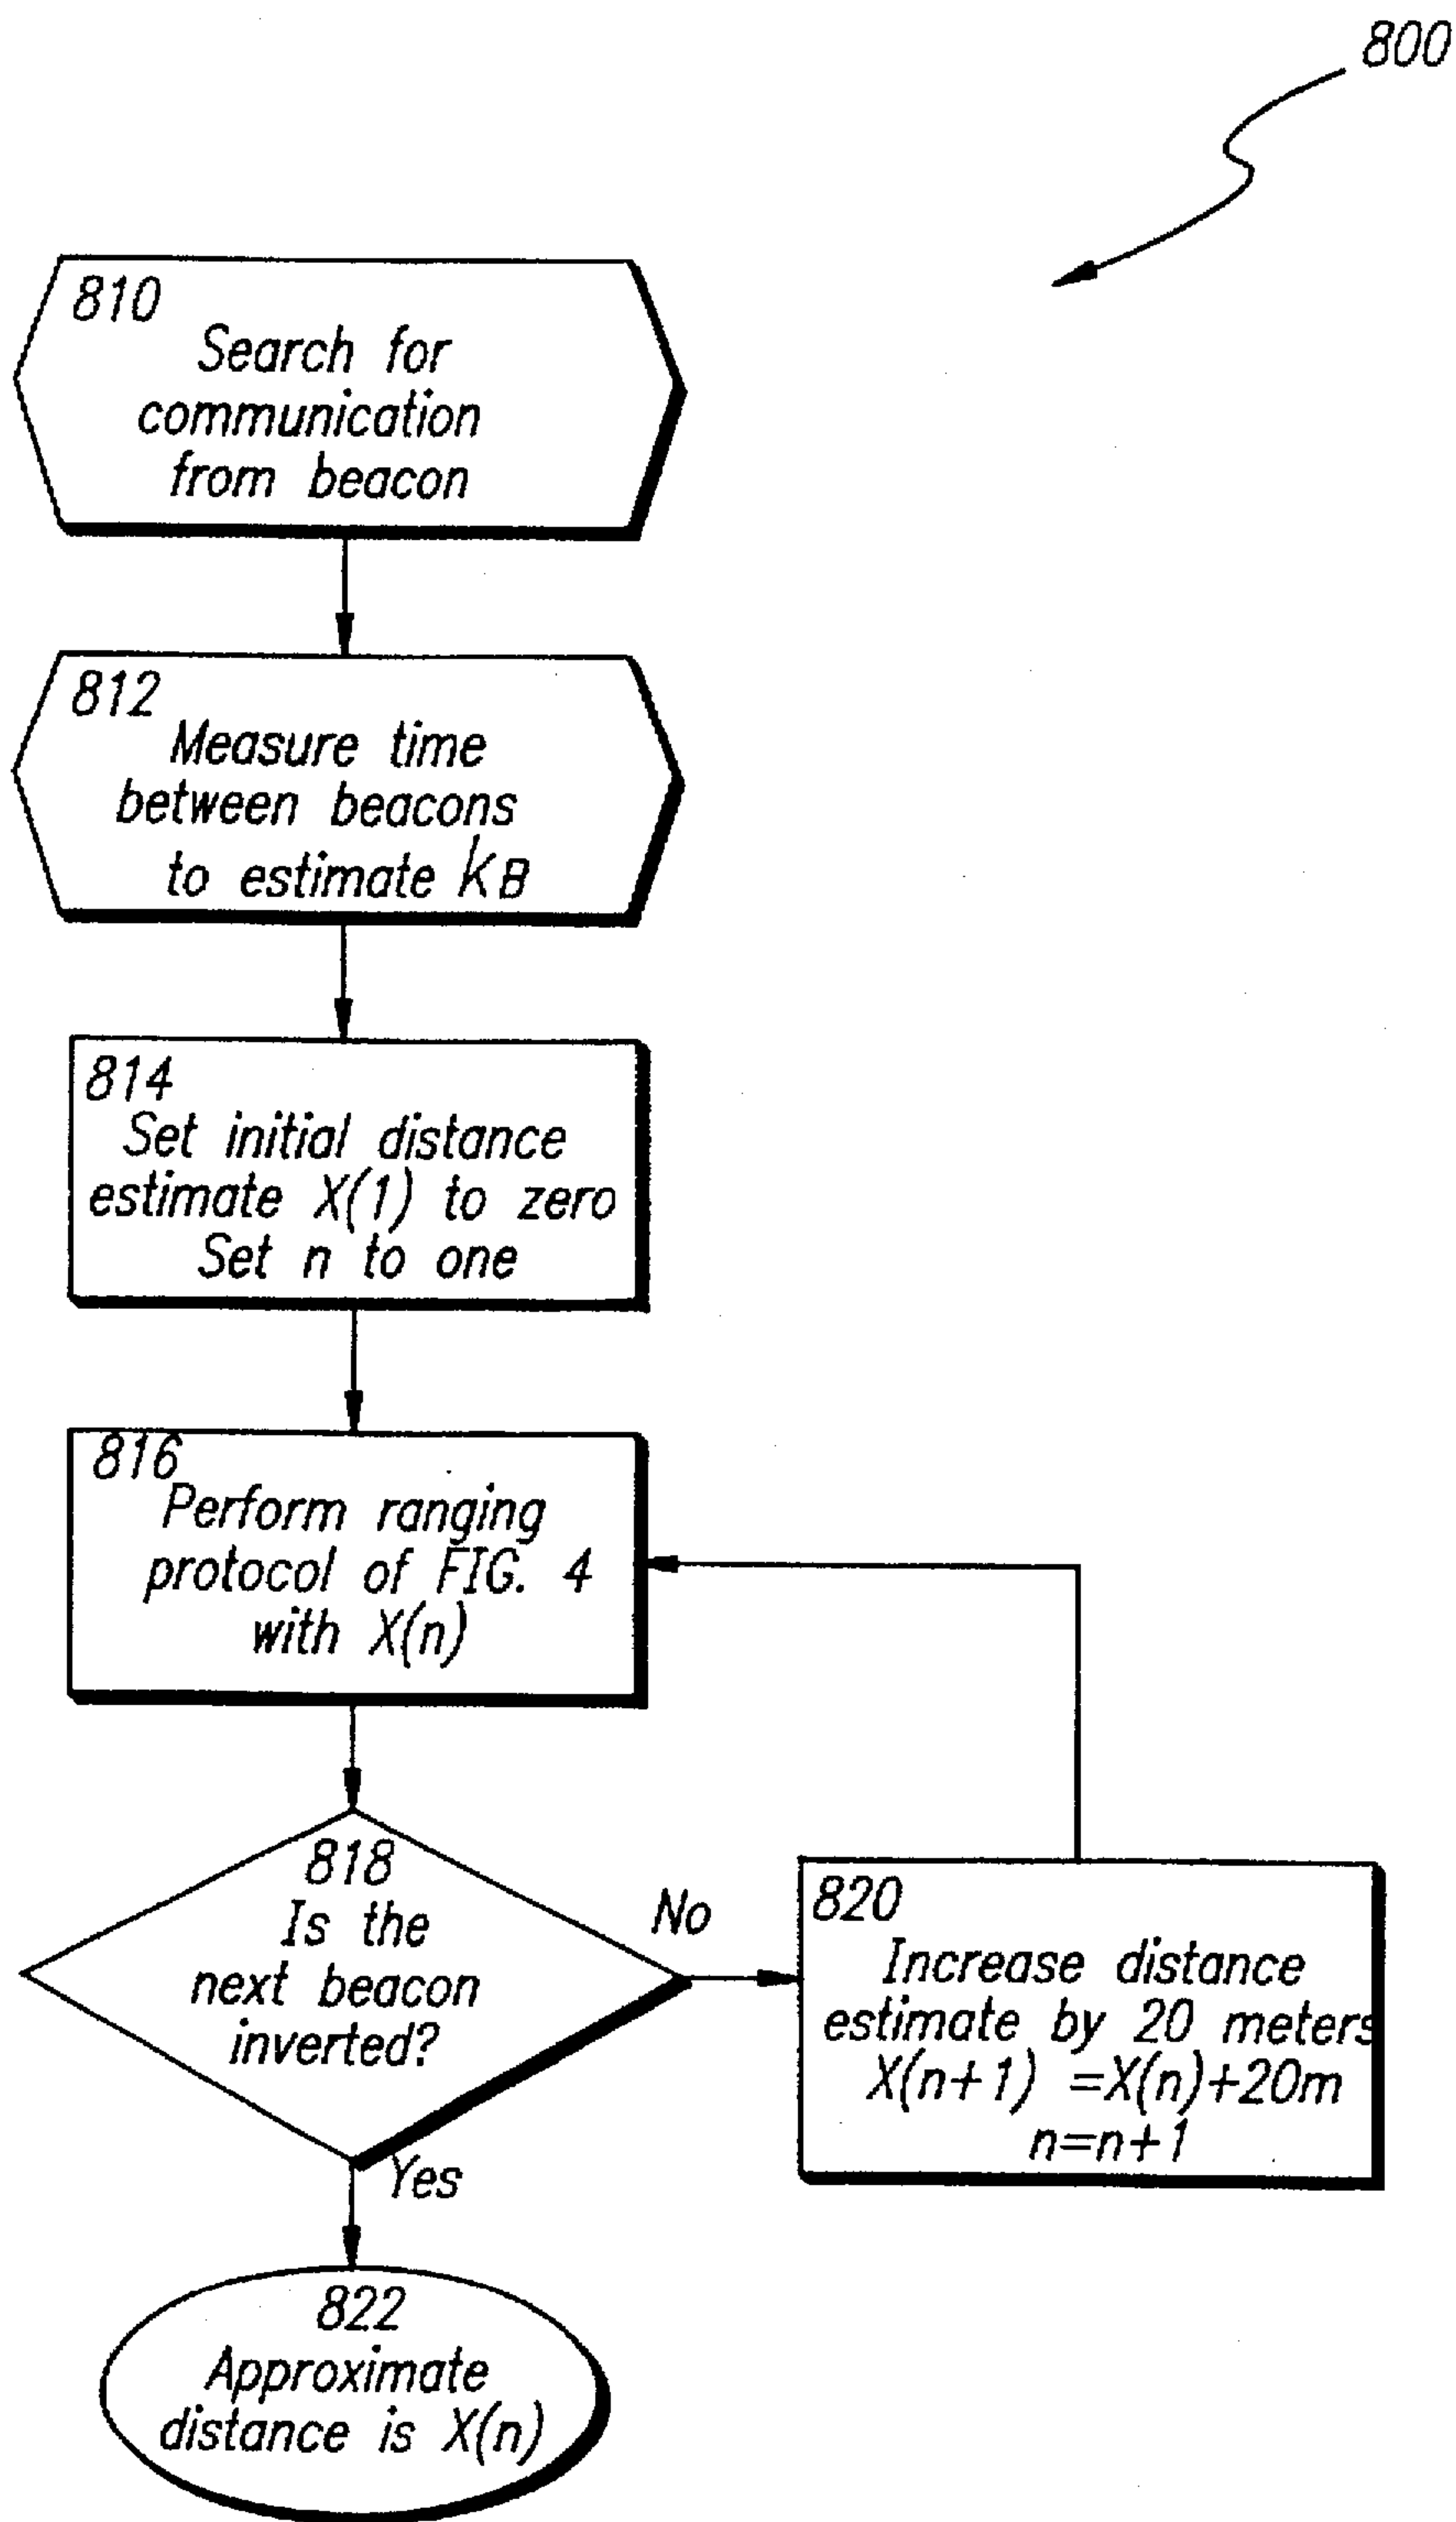 800
810
Search for
communication
from beacon
812
Measure time
between beacons
to estimate KB
814
Set initial distance
estimate X(1) to zero
Set n to one
816
Perform ranging
protocol of FIG. 4
with X(n)
818
Is the
next beacon
inverted?
No
820
Increase distance
estimate by 20 meters
X(n+1) =X(n)+20m
n=n+1
Yes
822
Approximate
distance is X(n)